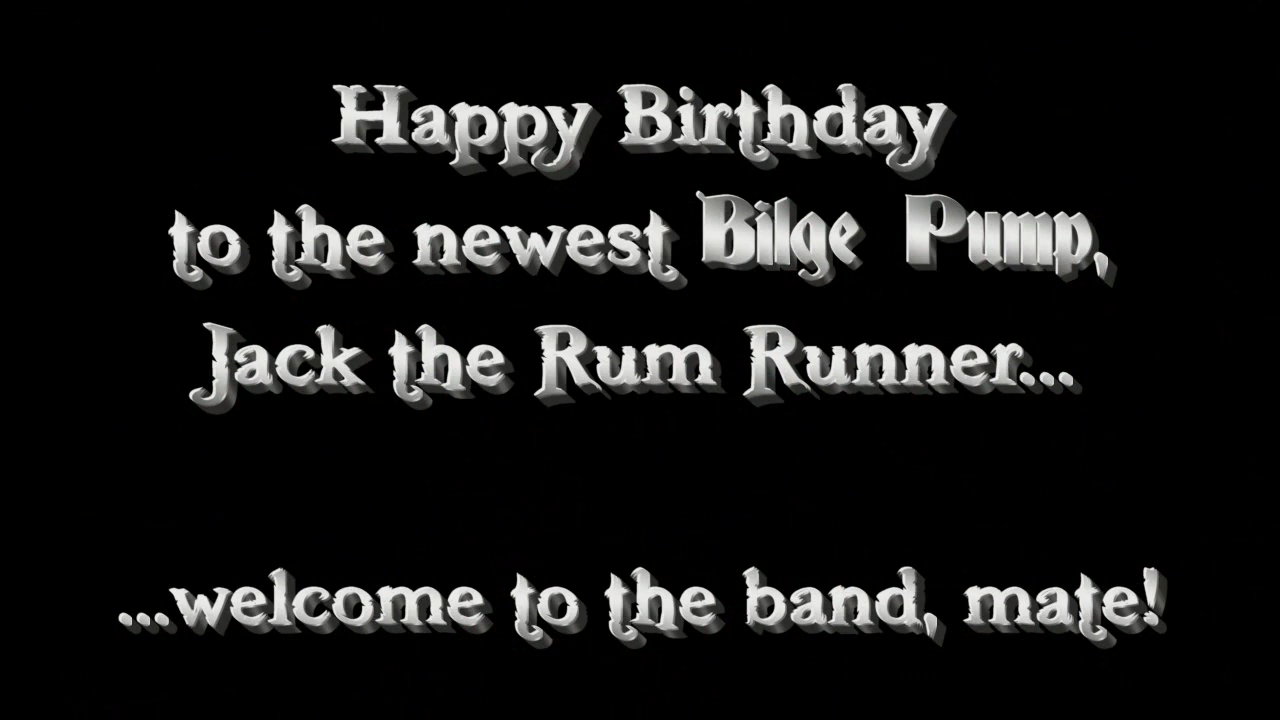 Happy Birthday
to the newest Bilge Pump,
Jack the Rum Runner...
...welcome to the band, mate!